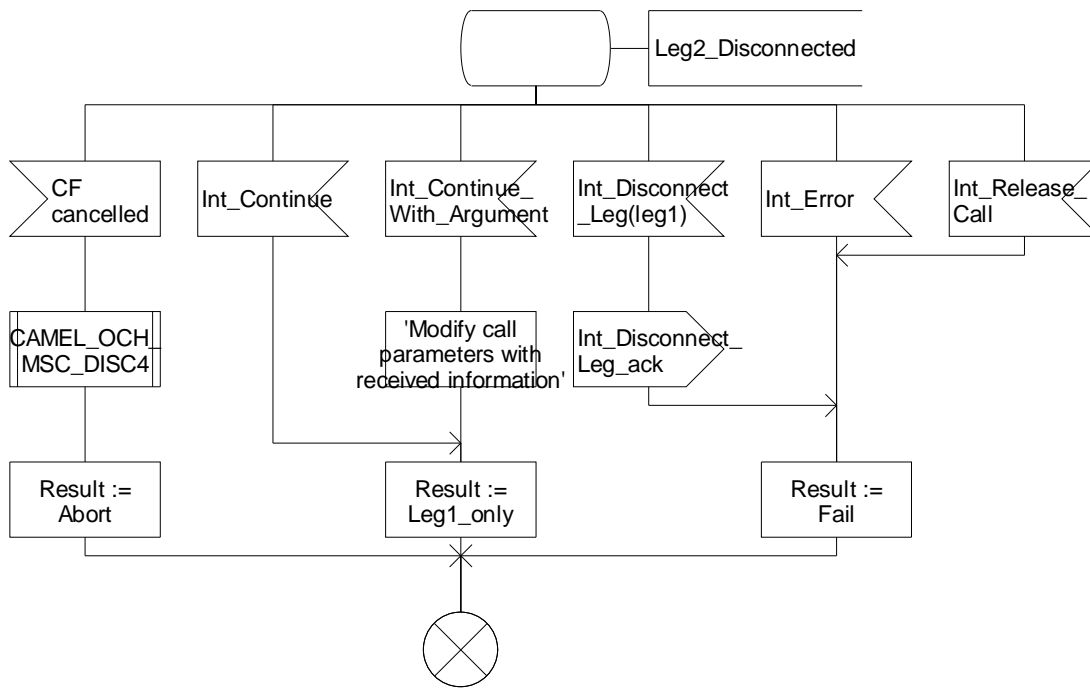 Leg2_Disconnected
CF
cancelled
Int_Continue
Int_Continue_
With_Argument
Int_Disconnect
_Leg(leg1)
Int_Error
Int_Release_
Call
CAMEL_OCH_
MSC_DISC4
'Modify call
parameters with
received information'
Int_Disconnect_
Leg_ack
Result :=
Abort
Result :=
Leg1_only
Result :=
Fail